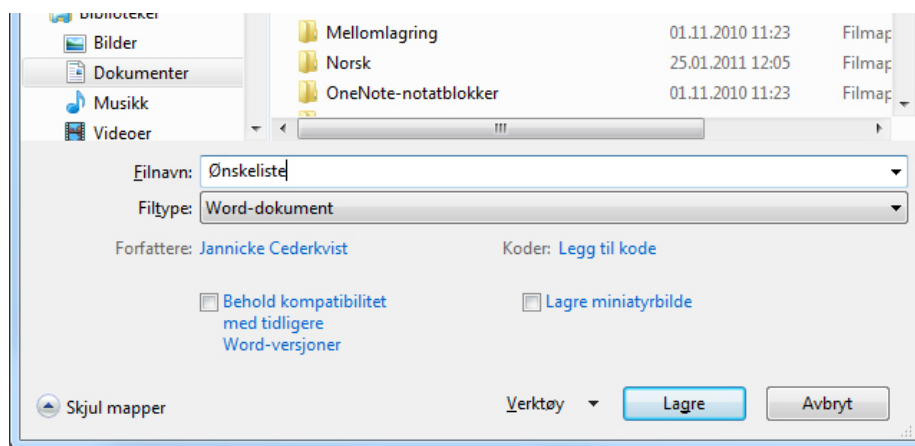 Biblioteker
Bilder
Dokumenter
Musikk
Videoer
Mellomlagring 01.11.2010 11:23 Filmap
Norsk 25.01.2011 12:05 Filmap
OneNote-notatblokker 01.11.2010 11:23 Filmap
Filnavn: Ønskeliste
Filtype: Word-dokument
Forfattere: Jannicke Cederkvist Koder: Legg til kode
Behold kompatibilitet
med tidligere
Word-versjoner
Lagre miniatyrbilde
Skjul mapper Verktøy Lagre Avbryt